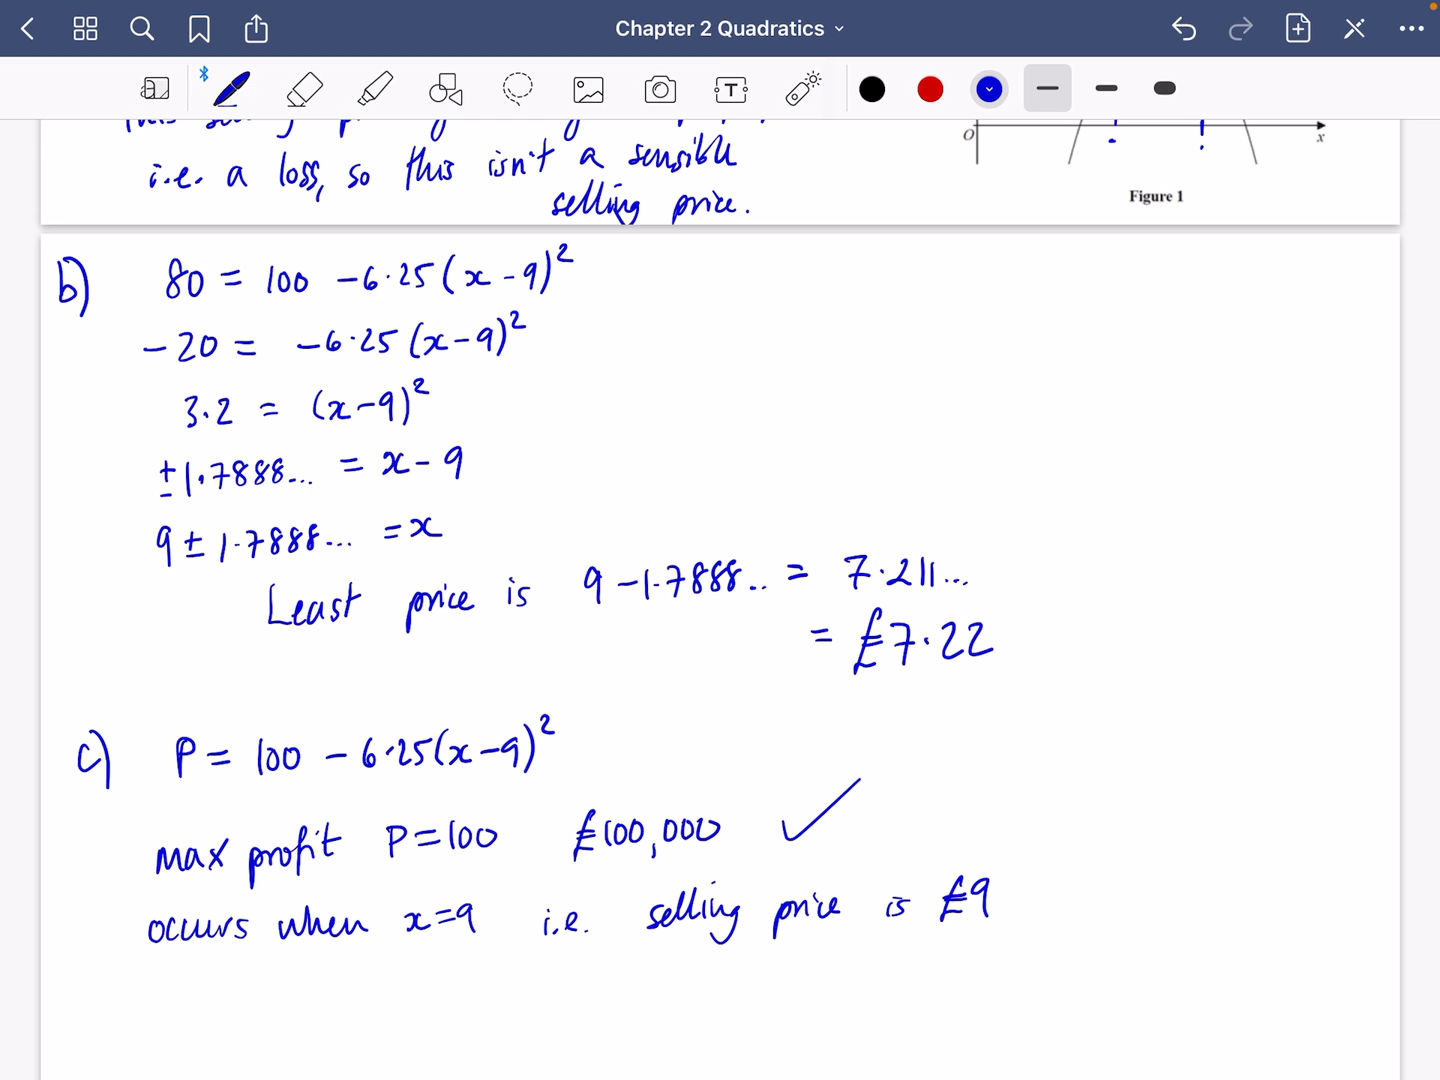 Chapter 2 Quadratics
i.e. a loss, so this isn't a sensible
selling price.
O
x
Figure 1
b) 80 = 100 - 6·25(x - 9)²
- 20 = - 6·25(x - 9)²
3·2 = (x - 9)²
± 1·7888... = x - 9
9 ± 1·7888... = x
Least price is 9 - 1·7888.. = 7·211...
= £7·22
c) P = 100 - 6·25(x - 9)²
max profit P = 100 £100,000 ✓
occurs when x = 9 i.e. selling price is £9